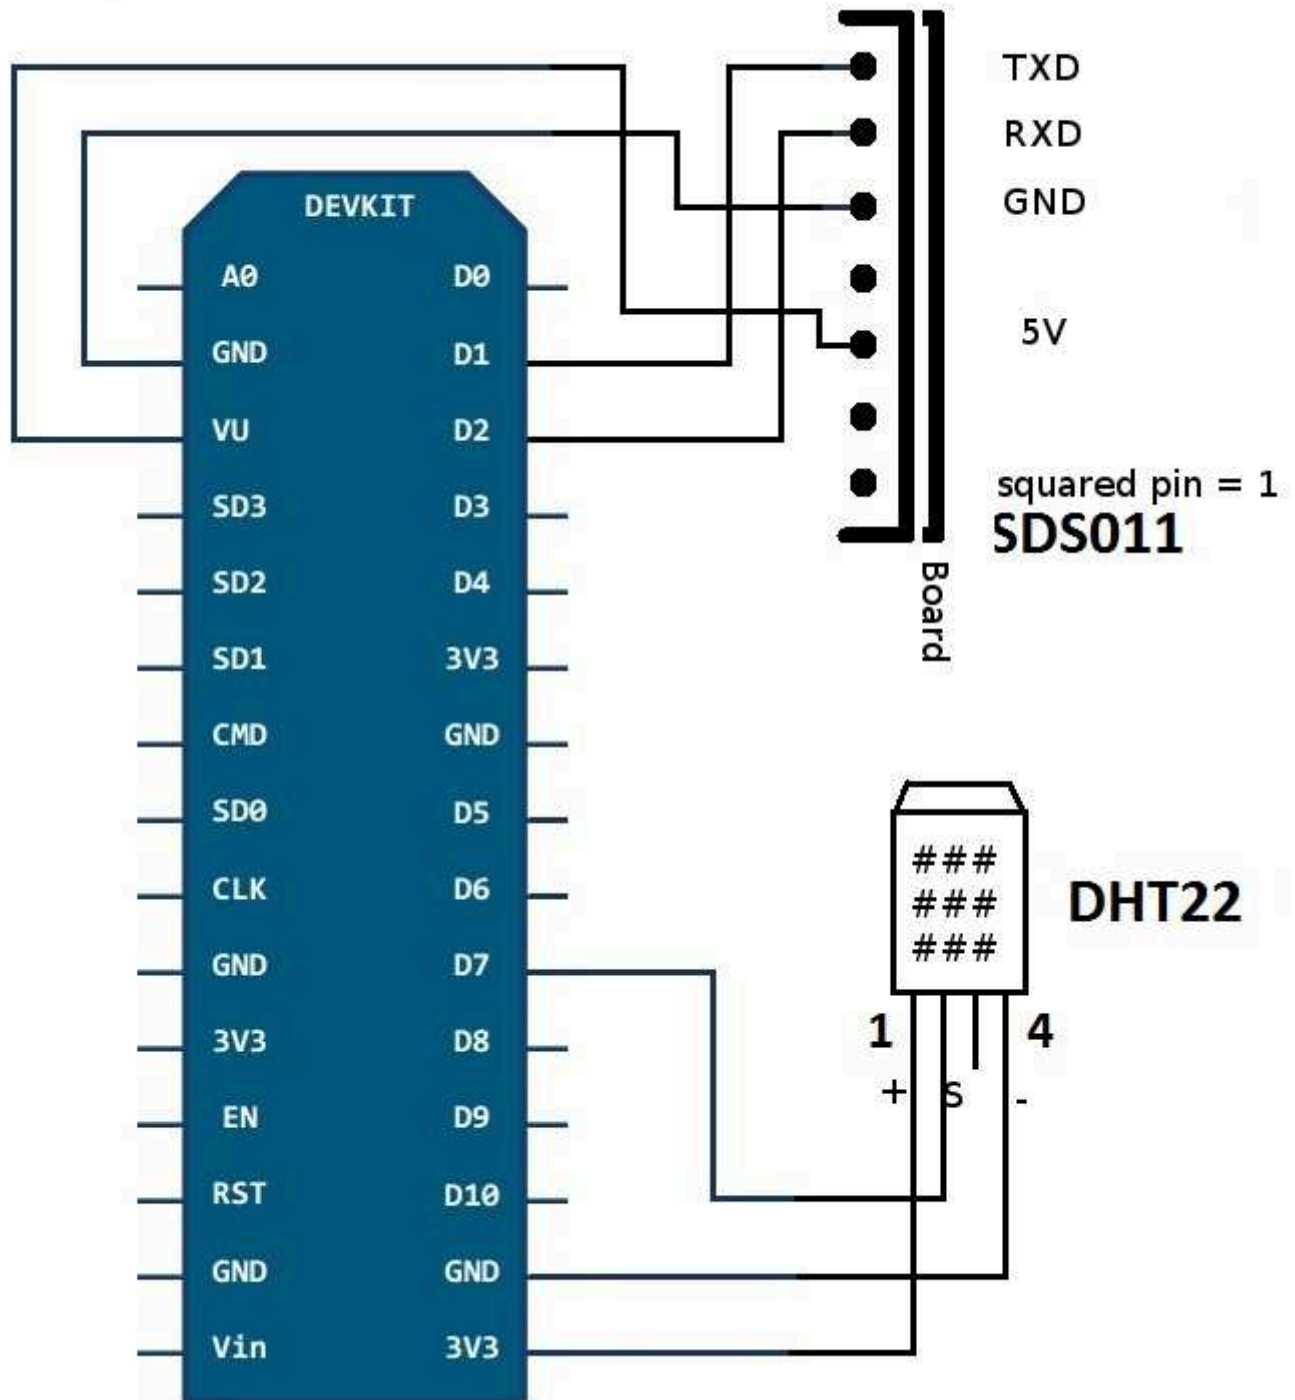 TXD
RXD
GND
5V
squared pin = 1
SDS011
Board
DEVKIT
A0 D0
GND D1
VU D2
SD3 D3
SD2 D4
SD1 3V3
CMD GND
SD0 D5
CLK D6
GND D7
3V3 D8
EN D9
RST D10
GND GND
Vin 3V3
###
###
###
DHT22
1 4
+ S -